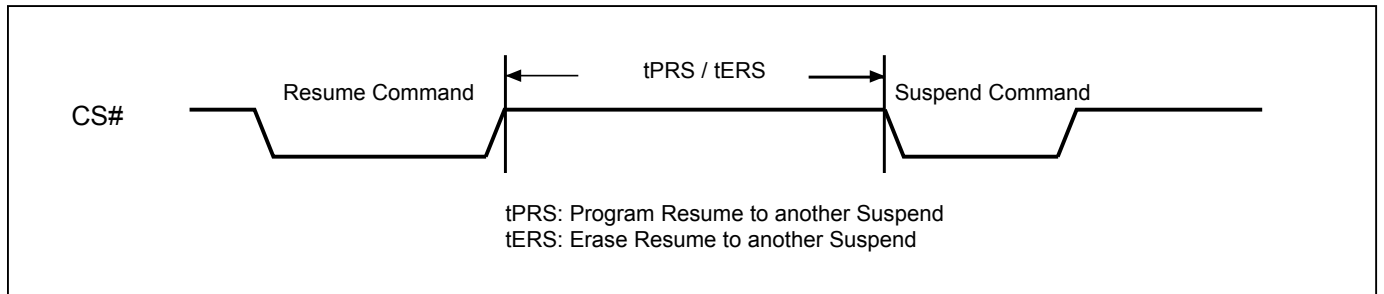 tPRS / tERS
Resume Command
Suspend Command
CS#
tPRS: Program Resume to another Suspend
tERS: Erase Resume to another Suspend